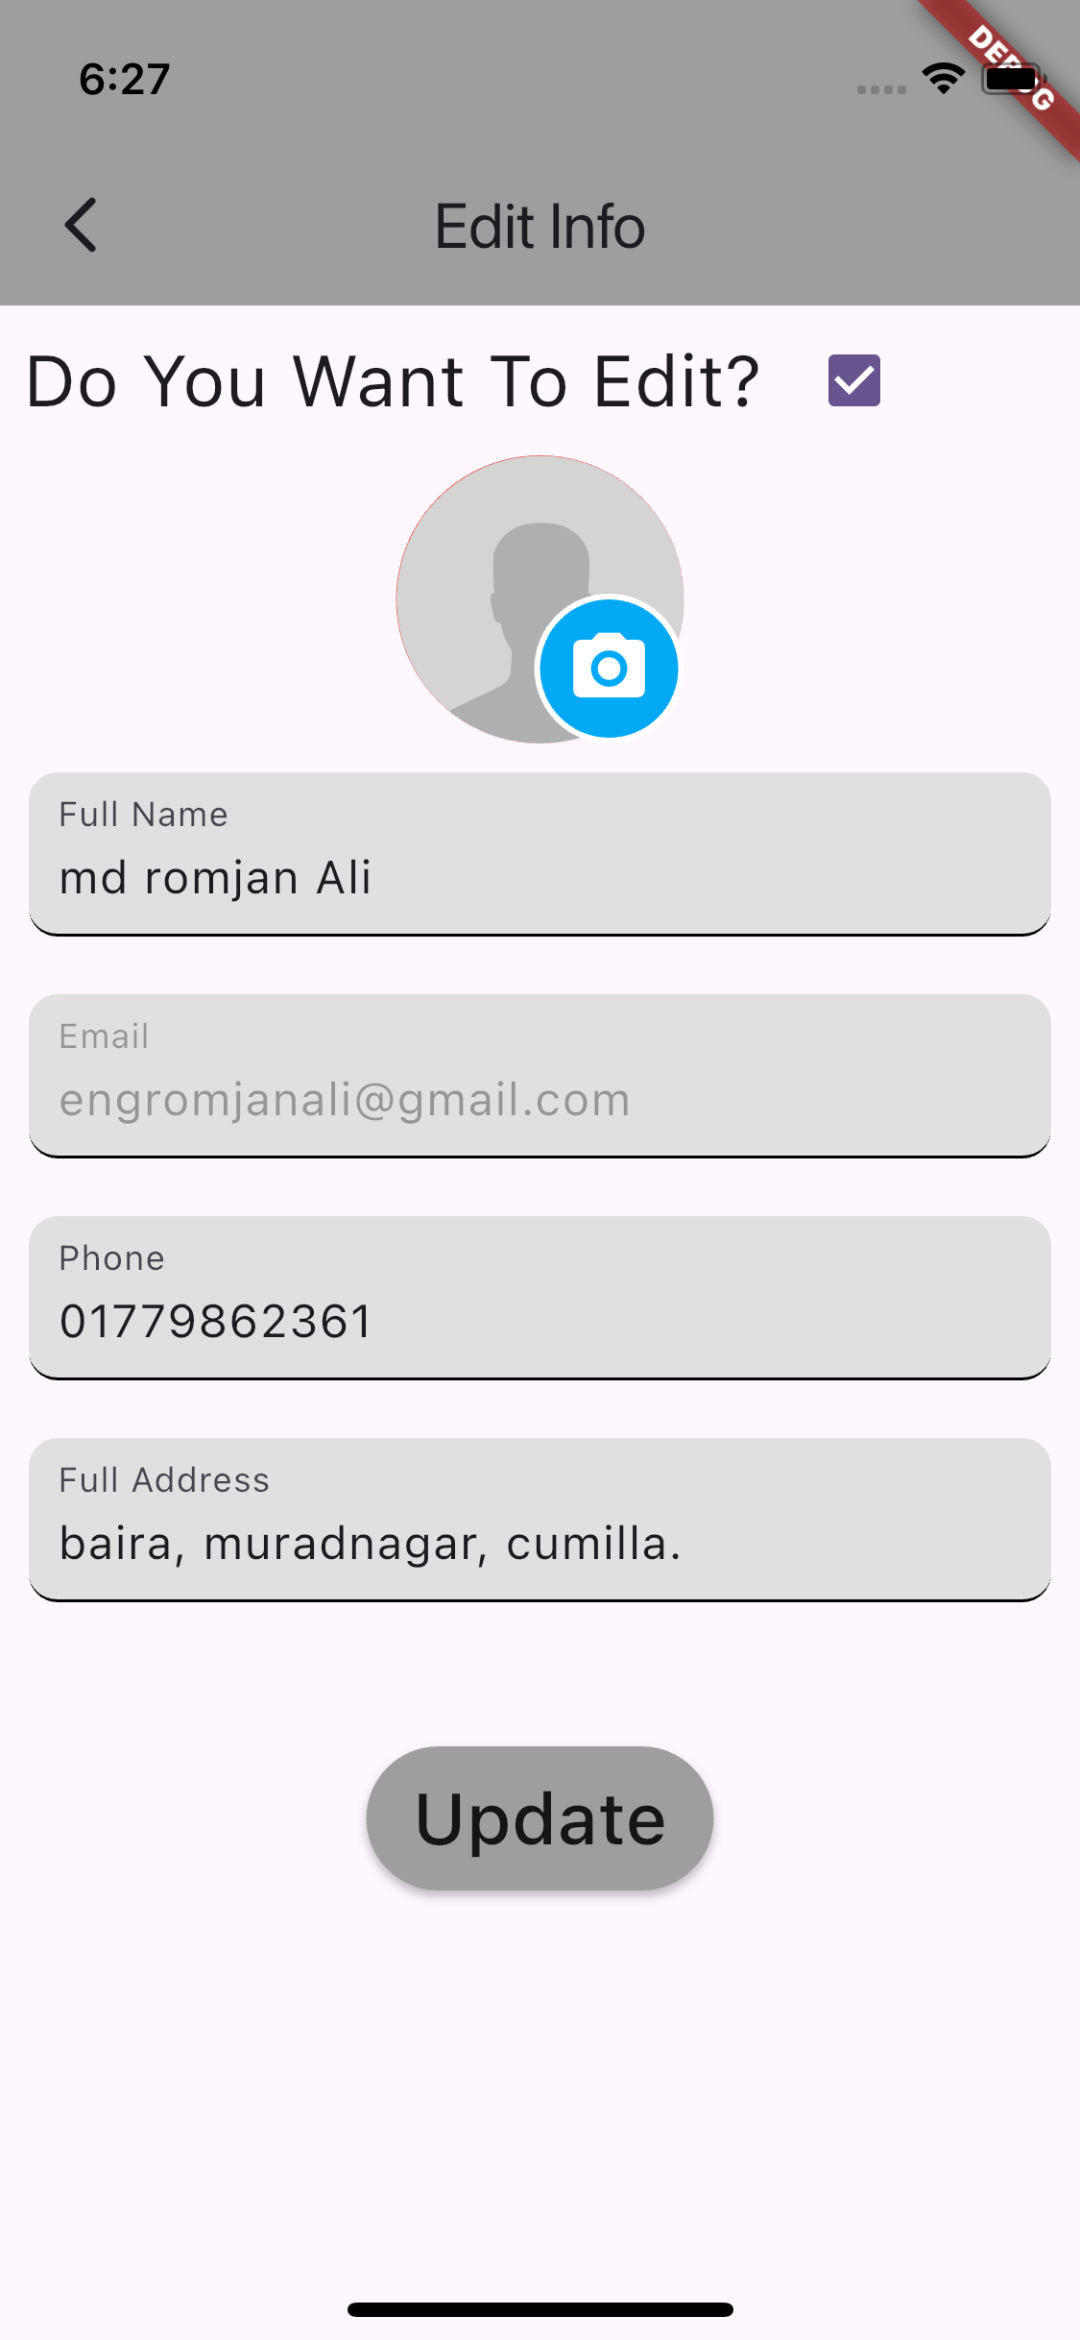 6:27
DEBUG
Edit Info
Do You Want To Edit?
Full Name
md romjan Ali
Email
engromjanali@gmail.com
Phone
01779862361
Full Address
baira, muradnagar, cumilla.
Update